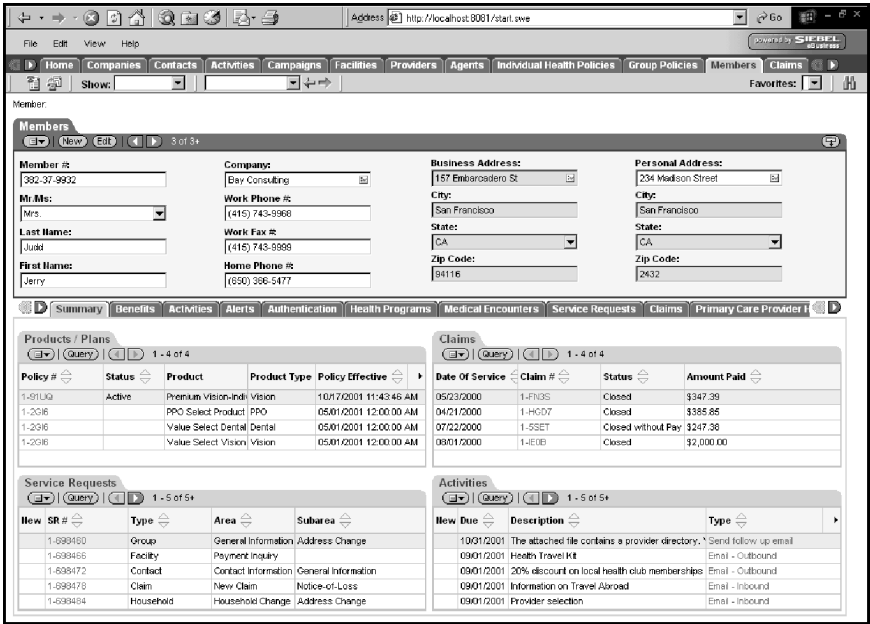 Address http://localhost:8081/start.swe Go
File Edit View Help
powered by SIEBEL eBusiness
Home Companies Contacts Activities Campaigns Facilities Providers Agents Individual Health Policies Group Policies Members Claims
Show: Favorites:
Member:
Members
New Edit 3 of 3+
Member #: Company: Business Address: Personal Address:
382-37-9932 Bay Consulting 157 Embarcadero St 234 Madison Street
Mr/Ms: Work Phone #: City: City:
Mrs. (415) 743-9968 San Francisco San Francisco
Last Name: Work Fax #: State: State:
Judd (415) 743-9999 CA CA
First Name: Home Phone #: Zip Code: Zip Code:
Jerry (650) 366-5477 94116 2432
Summary Benefits Activities Alerts Authentication Health Programs Medical Encounters Service Requests Claims Primary Care Provider H
Products / Plans
Query 1 - 4 of 4
Policy # Status Product Product Type Policy Effective
1-91UQ Active Premium Vision-Indiv Vision 10/17/2001 11:43:46 AM
1-2GI6 PPO Select Product PPO 05/01/2001 12:00:00 AM
1-2GI6 Value Select Dental Dental 05/01/2001 12:00:00 AM
1-2GI6 Value Select Vision Vision 05/01/2001 12:00:00 AM
Claims
Query 1 - 4 of 4
Date Of Service Claim # Status Amount Paid
05/23/2000 1-FN3S Closed $347.39
04/21/2000 1-HGD7 Closed $385.85
07/22/2000 1-5SET Closed without Pay $247.38
08/01/2000 1-IE0B Closed $2,000.00
Service Requests
Query 1 - 5 of 5+
New SR # Type Area Subarea
1-698460 Group General Information Address Change
1-698466 Facility Payment Inquiry
1-698472 Contact Contact Information General Information
1-698478 Claim New Claim Notice-of-Loss
1-698484 Household Household Change Address Change
Activities
Query 1 - 5 of 5+
New Due Description Type
10/31/2001 The attached file contains a provider directory. Send follow up email
09/01/2001 Health Travel Kit Email - Outbound
09/01/2001 20% discount on local health club memberships Email - Outbound
09/01/2001 Information on Travel Abroad Email - Inbound
09/01/2001 Provider selection Email - Inbound